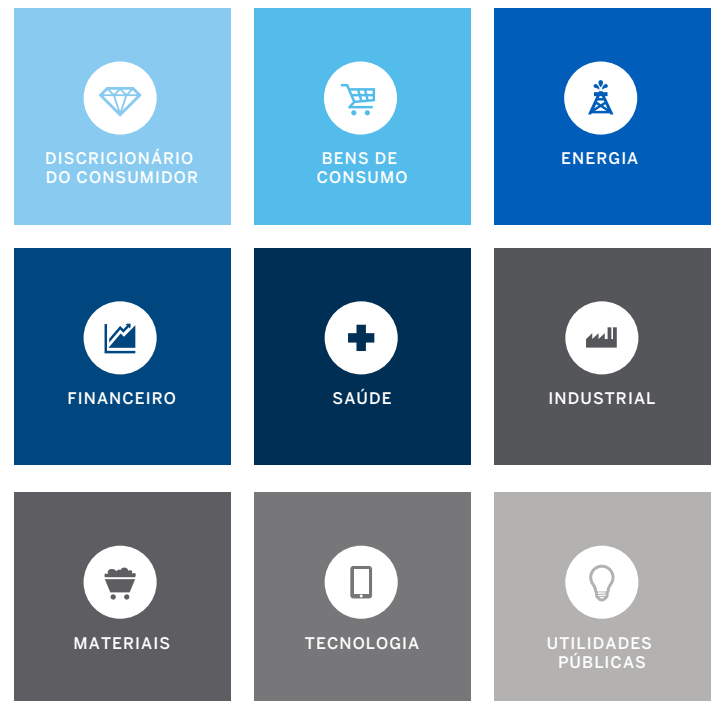 DISCRICIONÁRIO
DO CONSUMIDOR
BENS DE
CONSUMO
ENERGIA
FINANCEIRO
SAÚDE
INDUSTRIAL
MATERIAIS
TECNOLOGIA
UTILIDADES
PÚBLICAS